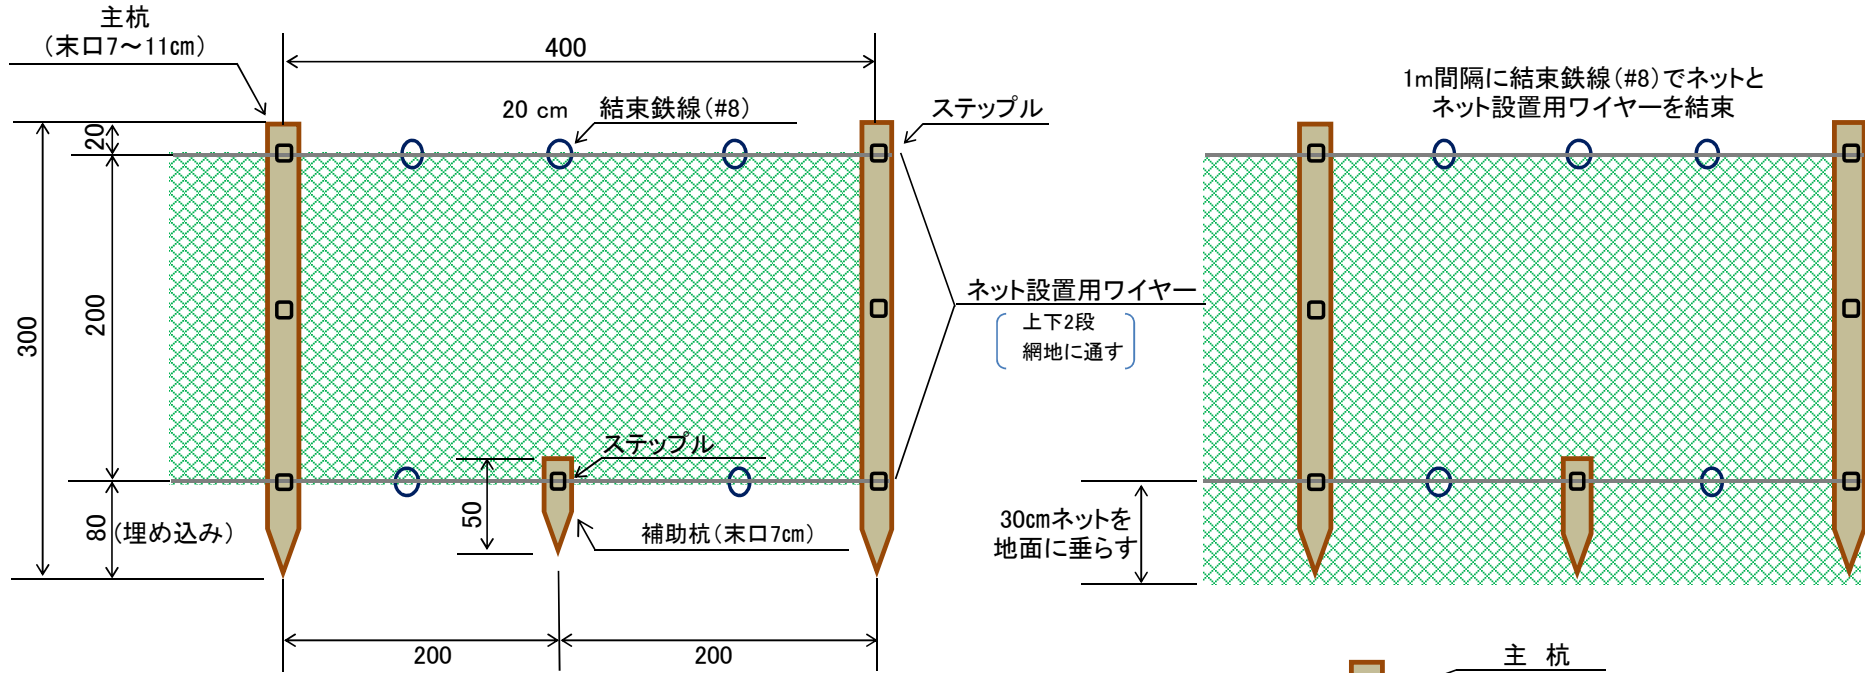 主杭
（末口7～11cm）
400
20 cm
結束鉄線（#8）
ステップル
20
200
300
80
（埋め込み）
ステップル
50
補助杭（末口7cm）
200
200
ネット設置用ワイヤー
上下2段
網地に通す
1m間隔に結束鉄線（#8）でネットと
ネット設置用ワイヤーを結束
30cmネットを
地面に垂らす
主 杭